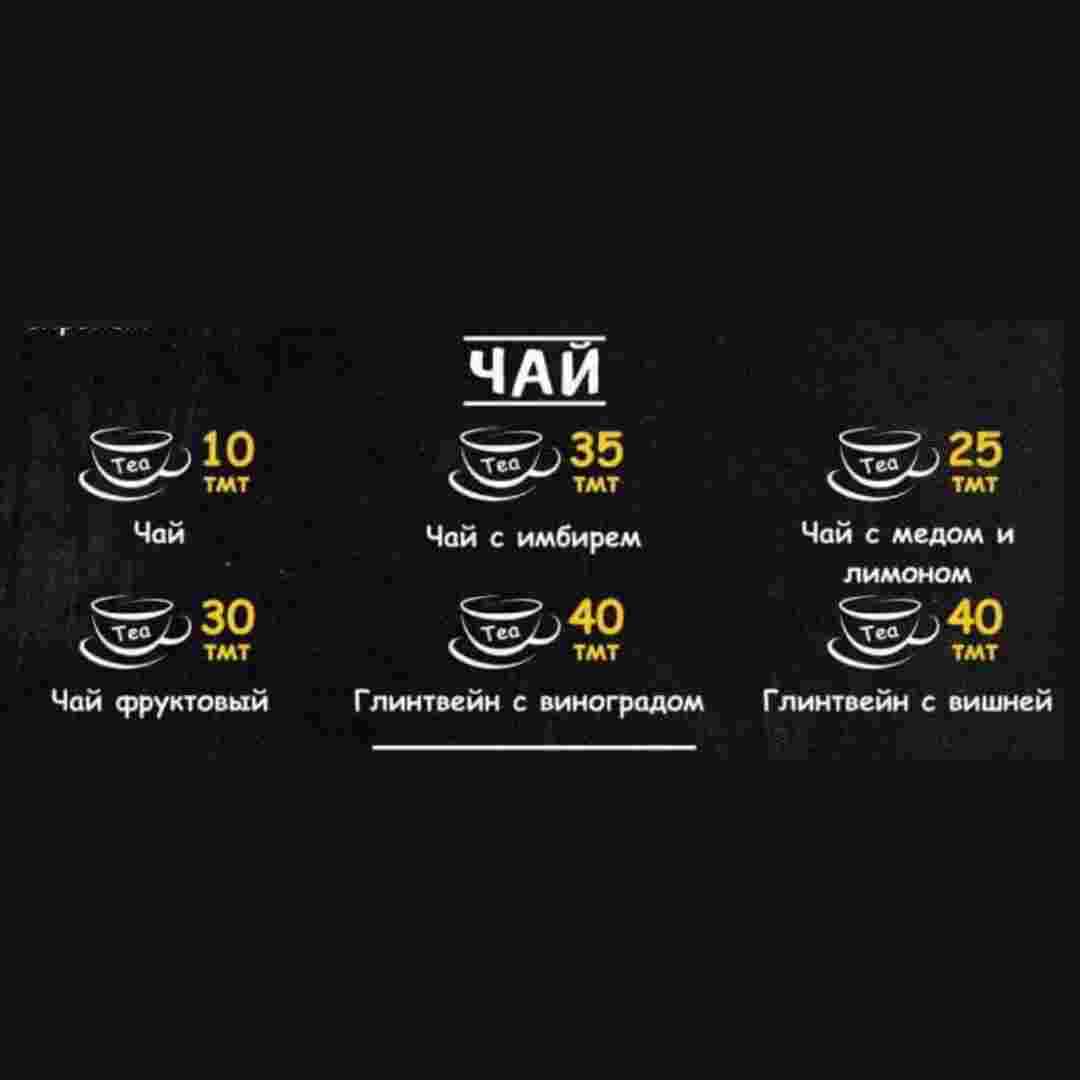 ЧАЙ
Tea 10
ТМТ
Чай
Tea 35
ТМТ
Чай с имбирем
Tea 25
ТМТ
Чай с медом и
лимоном
Tea 30
ТМТ
Чай фруктовый
Tea 40
ТМТ
Глинтвейн с виноградом
Tea 40
ТМТ
Глинтвейн с вишней